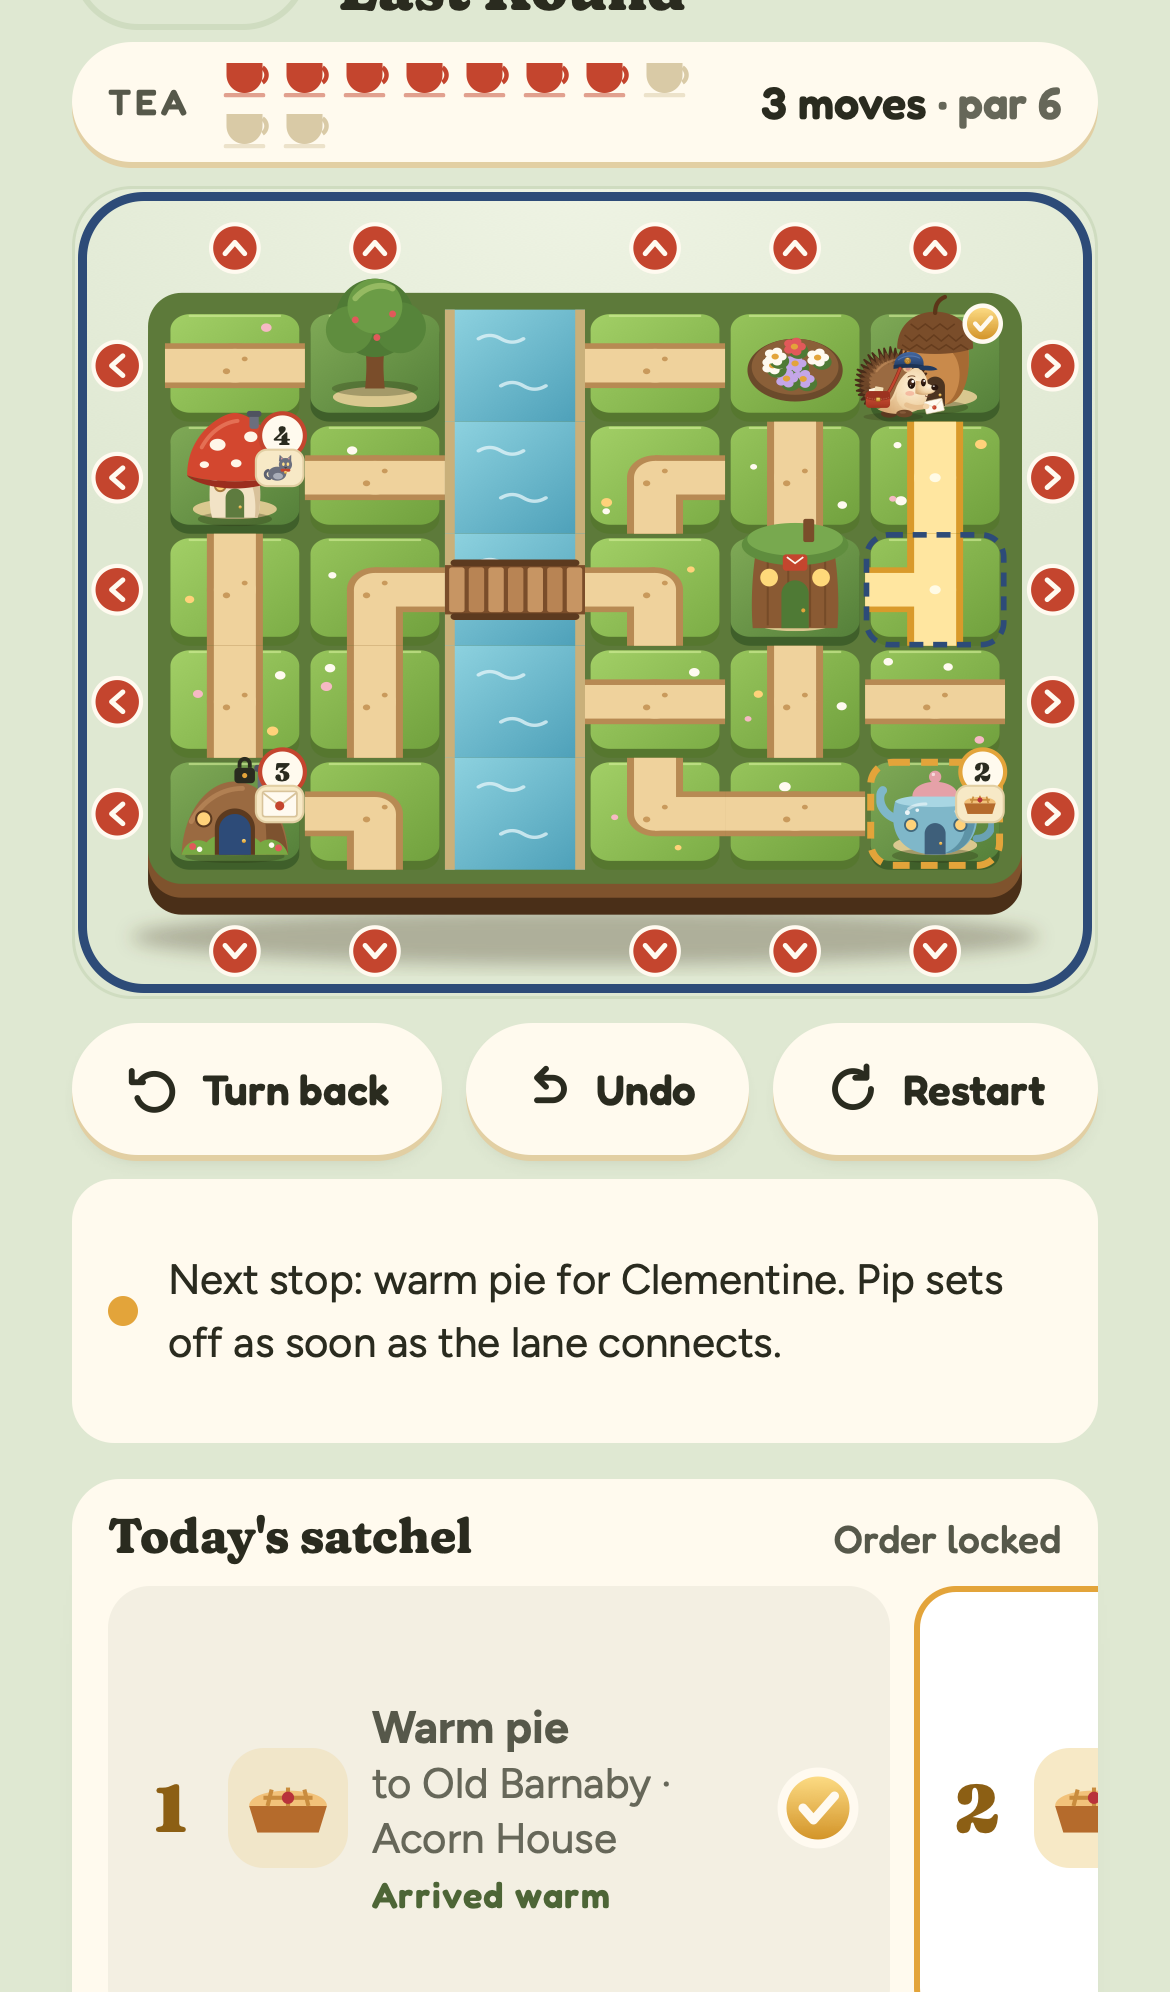 Last Round
TEA
3 moves · par 6
4
3
2
Turn back
Undo
Restart
Next stop: warm pie for Clementine. Pip sets
off as soon as the lane connects.
Today's satchel
Order locked
1
Warm pie
to Old Barnaby ·
Acorn House
Arrived warm
2